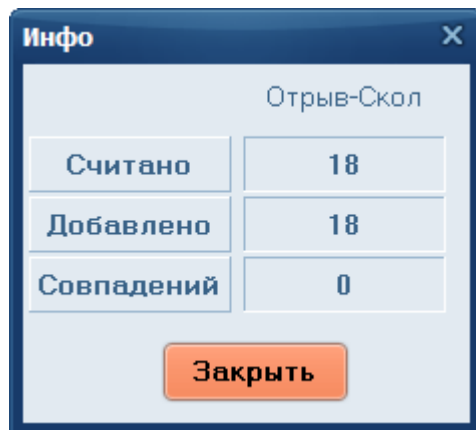 Инфо
Отрыв-Скол
Считано 18
Добавлено 18
Совпадений 0
Закрыть